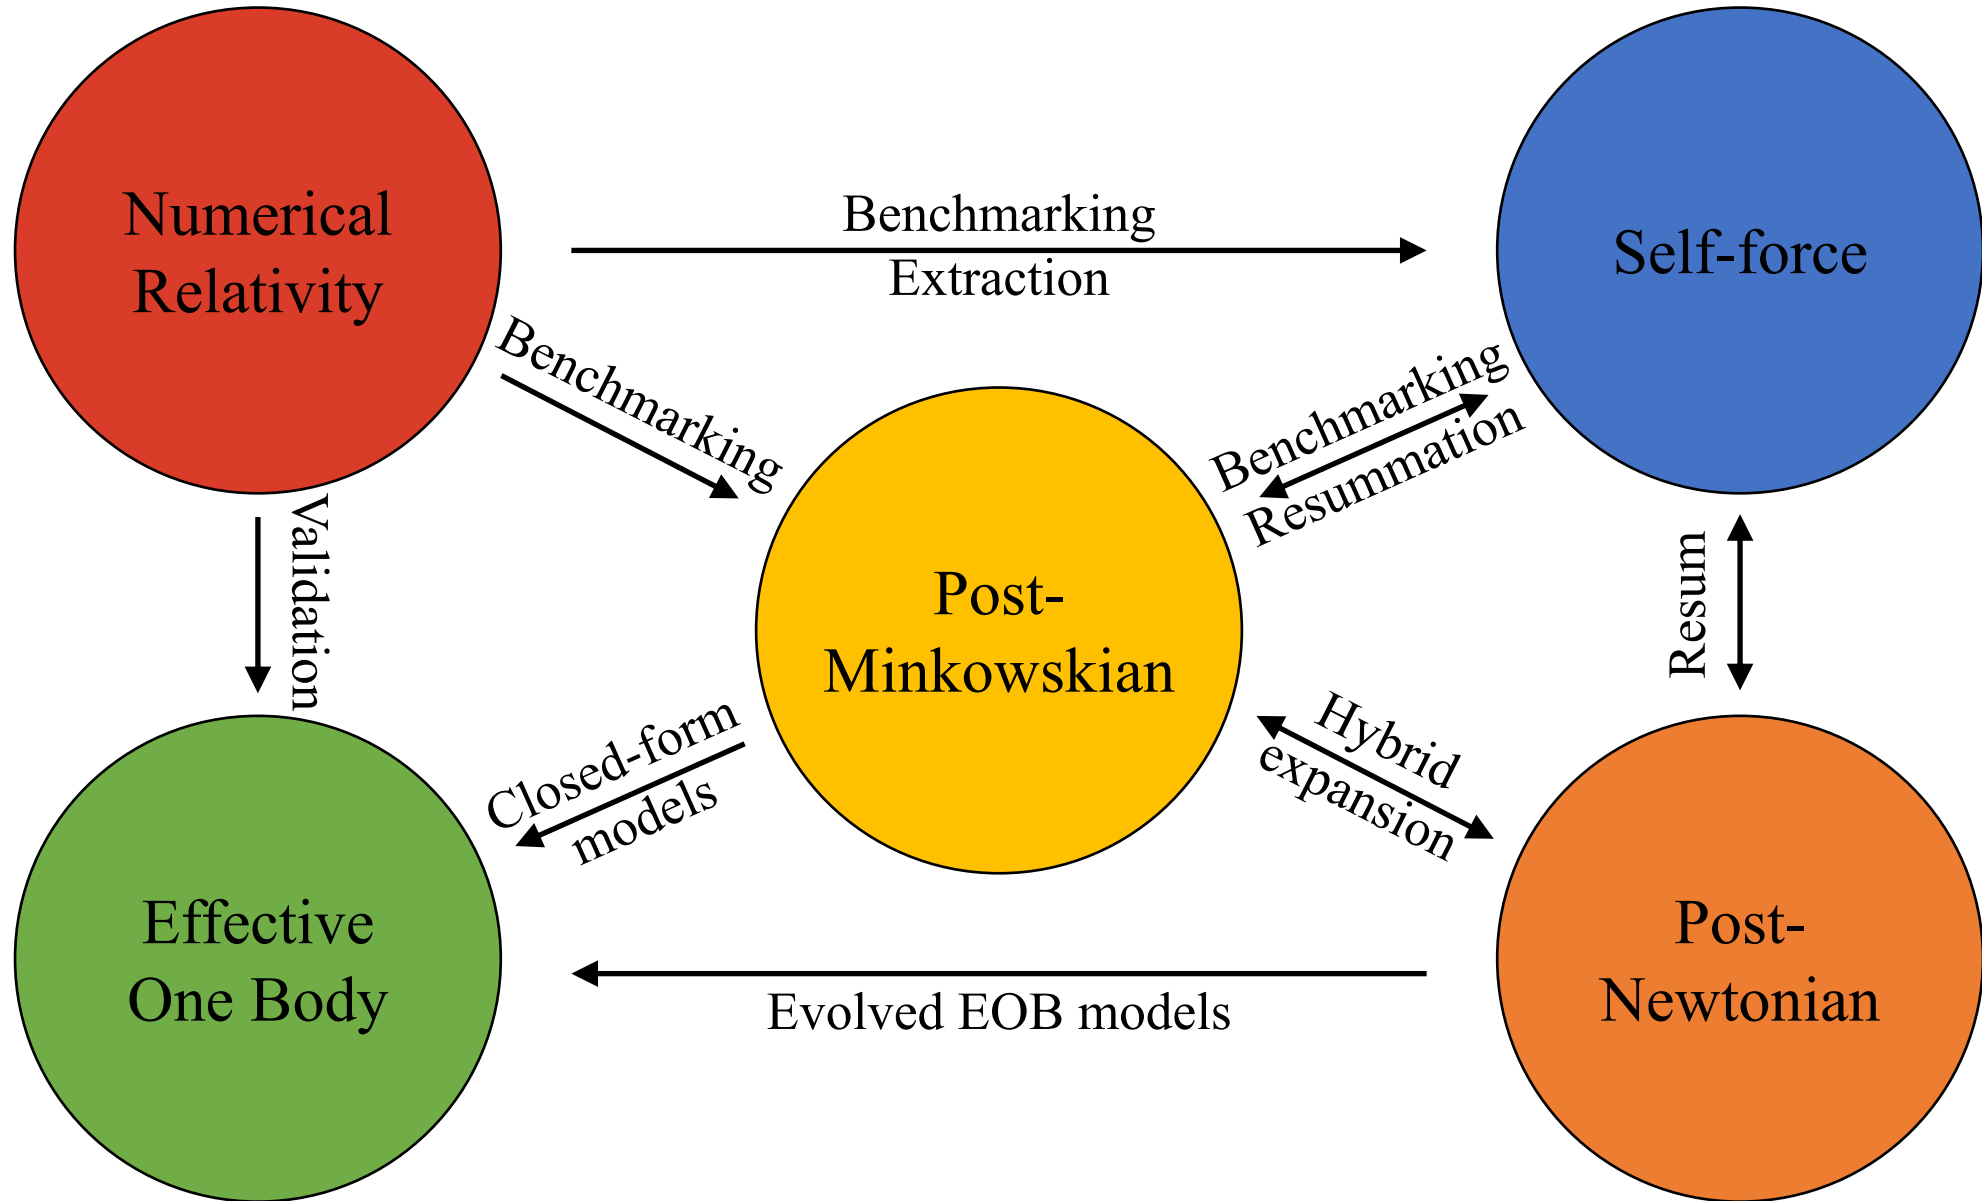 Numerical
Relativity
Benchmarking
Extraction
Self-force
Benchmarking
Benchmarking
Resummation
Validation
Post-
Minkowskian
Resum
Closed-form
models
Hybrid
expansion
Effective
One Body
Evolved EOB models
Post-
Newtonian